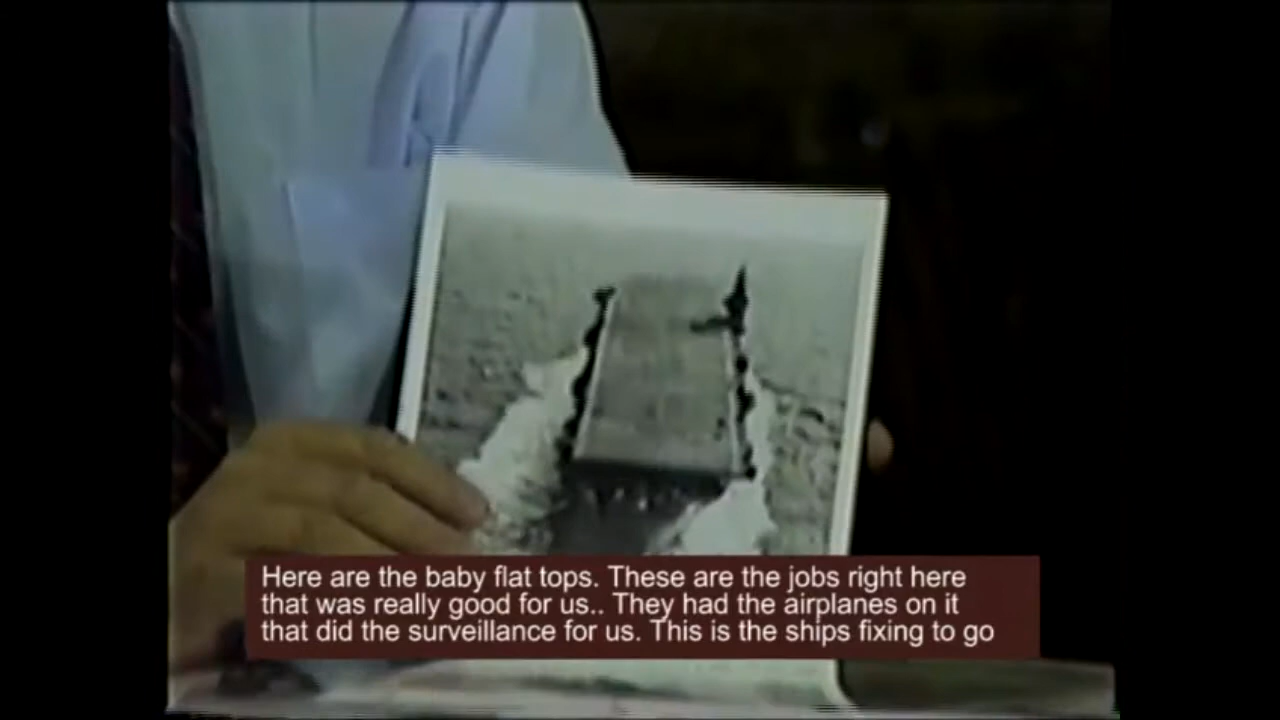 Here are the baby flat tops. These are the jobs right here
that was really good for us.. They had the airplanes on it
that did the surveillance for us. This is the ships fixing to go